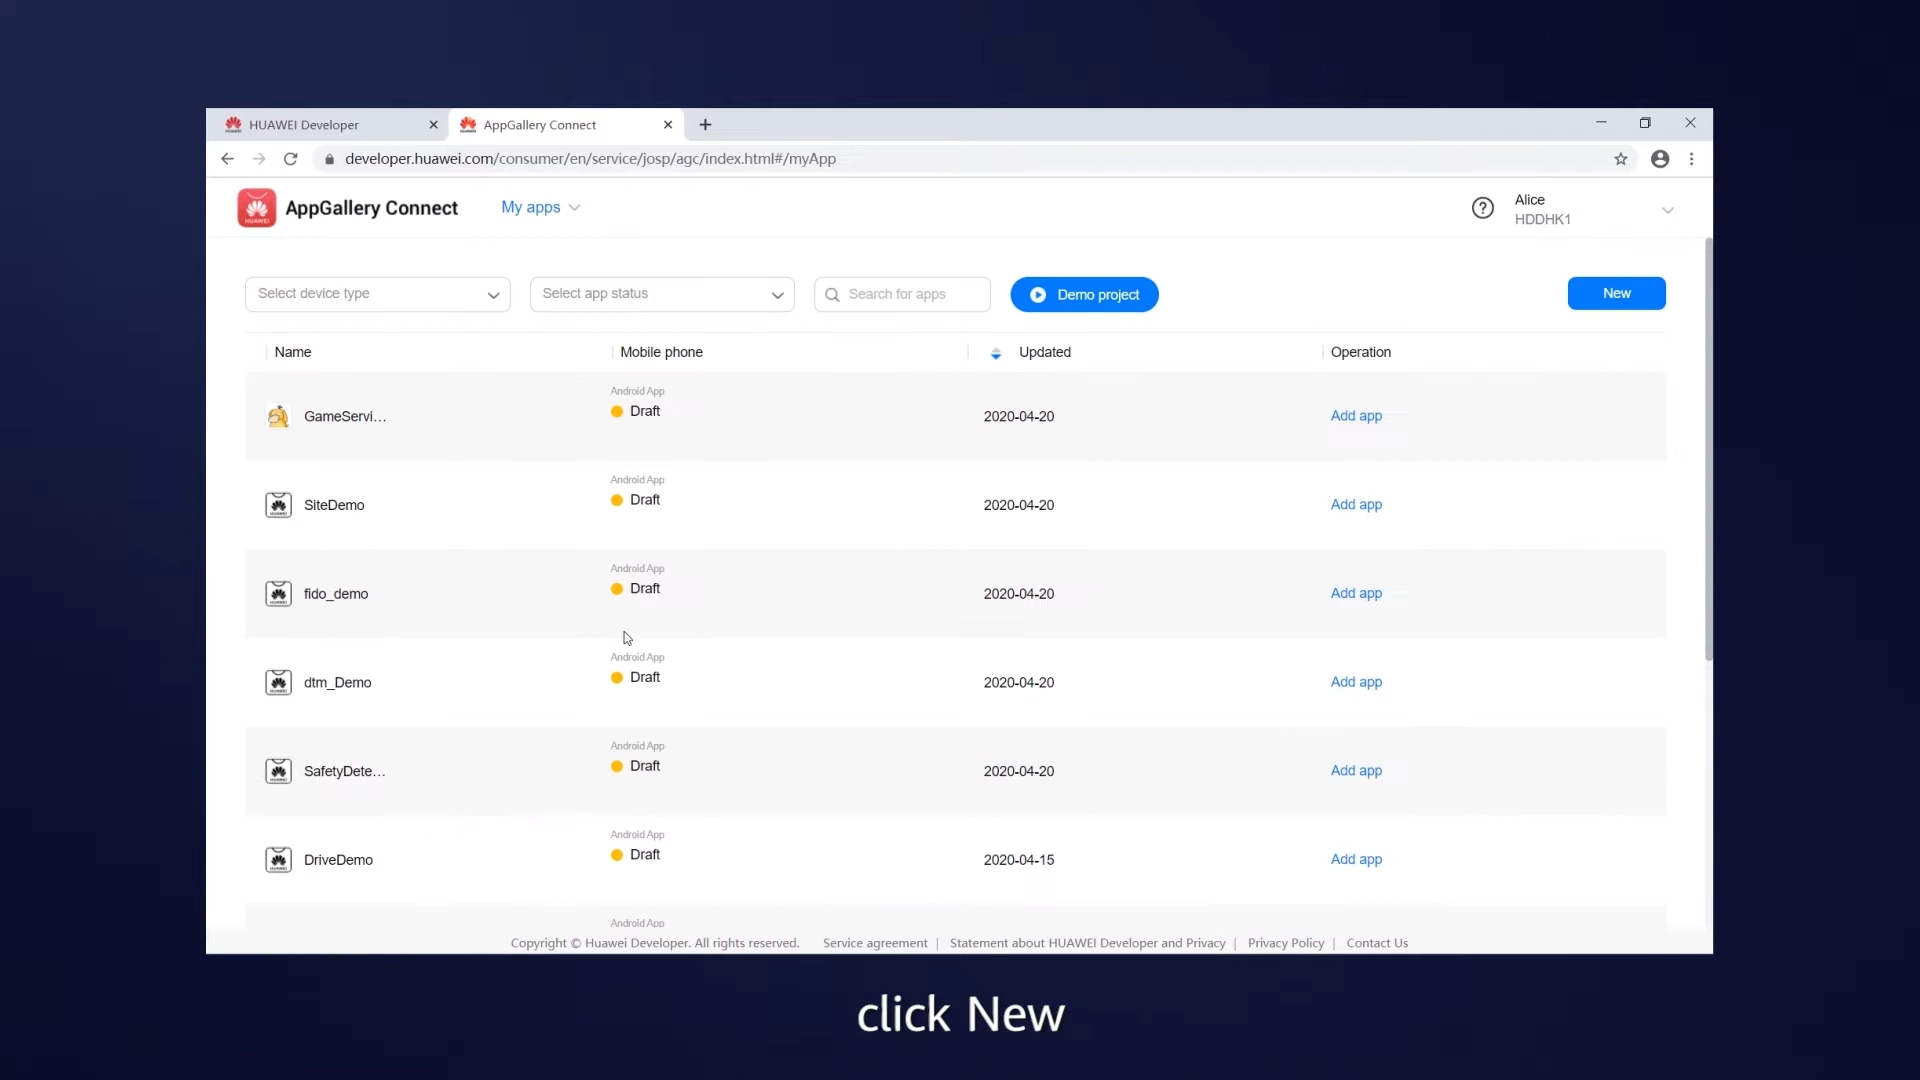 HUAWEI Developer
AppGallery Connect
developer.huawei.com/consumer/en/service/josp/agc/index.html#/myApp
HUAWEI
AppGallery Connect
My apps
Alice
HDDHK1
Select device type
Select app status
Search for apps
Demo project
New
Name Mobile phone Updated Operation
Android App
GameServi... Draft 2020-04-20 Add app
Android App
SiteDemo Draft 2020-04-20 Add app
Android App
fido_demo Draft 2020-04-20 Add app
Android App
dtm_Demo Draft 2020-04-20 Add app
Android App
SafetyDete... Draft 2020-04-20 Add app
Android App
DriveDemo Draft 2020-04-15 Add app
Android App
Copyright © Huawei Developer. All rights reserved. Service agreement | Statement about HUAWEI Developer and Privacy | Privacy Policy | Contact Us
click New